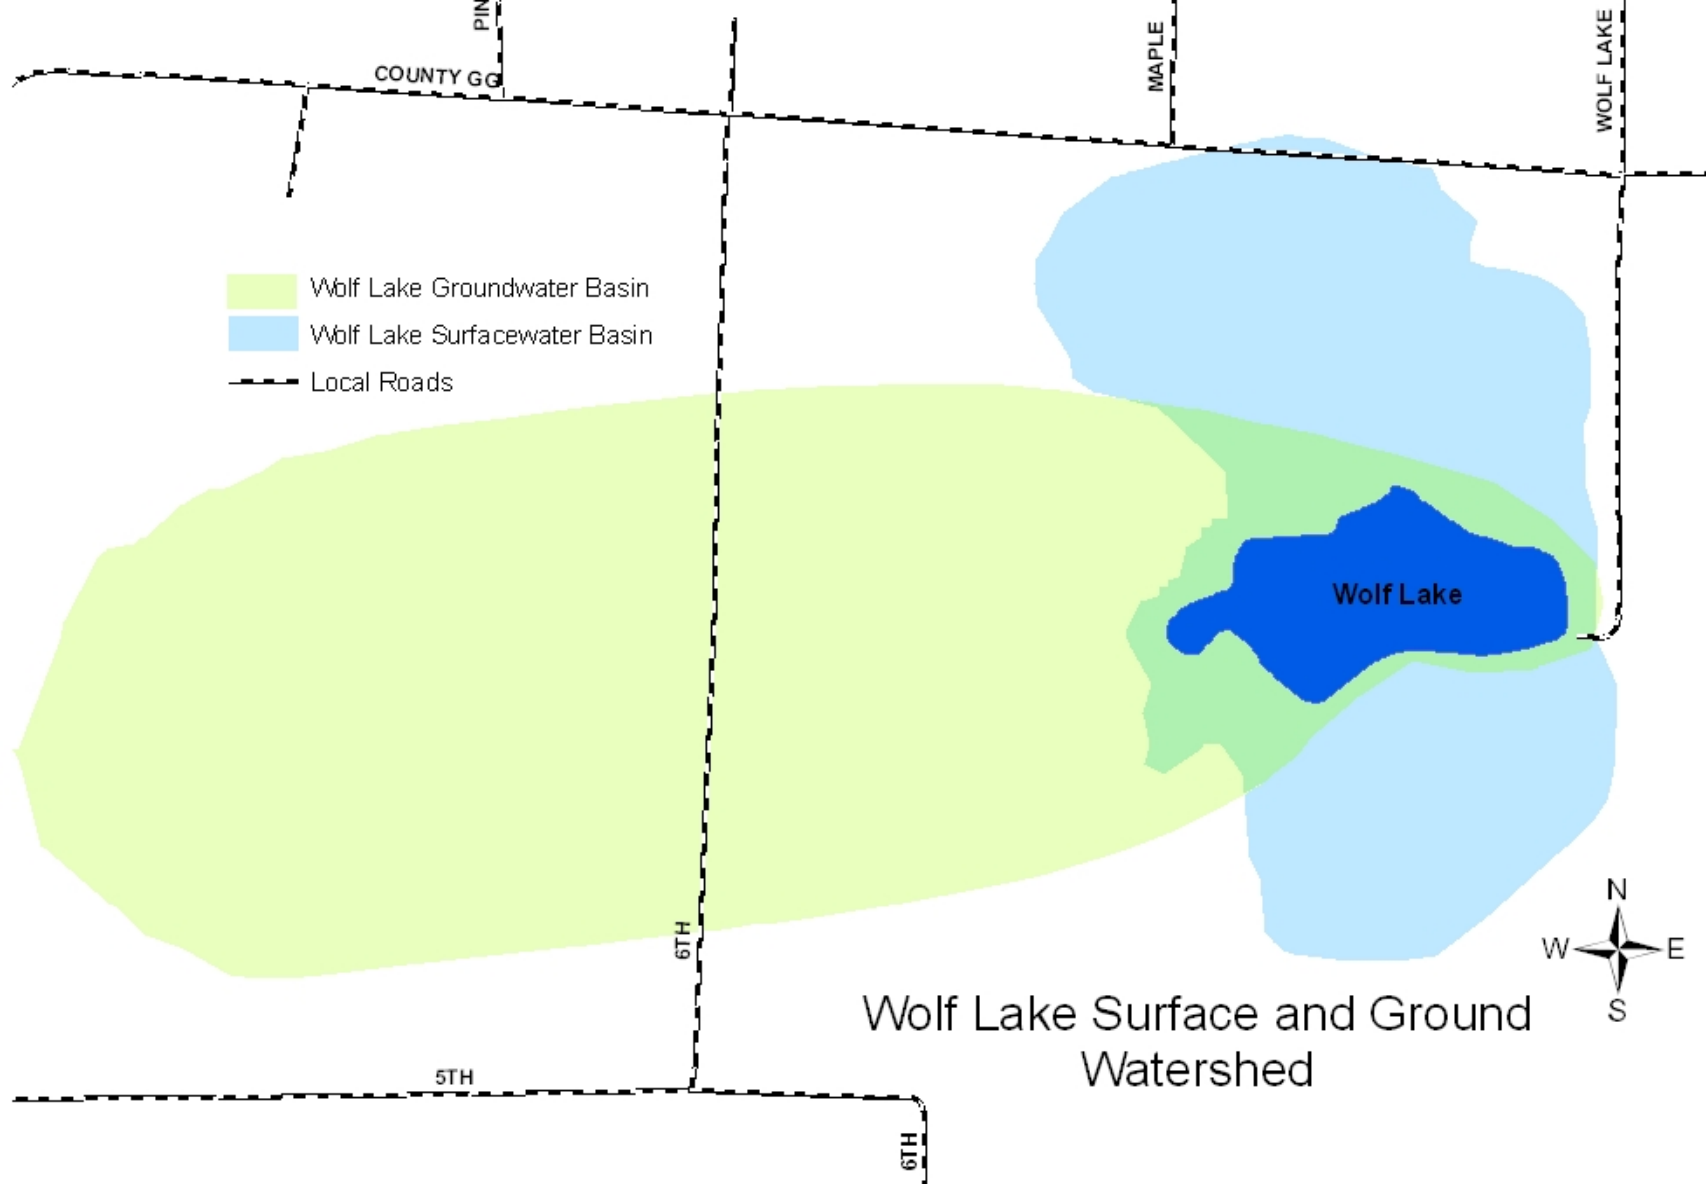 PIN
MAPLE
WOLF LAKE
COUNTY GG
Wolf Lake Groundwater Basin
Wolf Lake Surfacewater Basin
Local Roads
Wolf Lake
6TH
N
W E
S
Wolf Lake Surface and Ground
Watershed
5TH
6TH